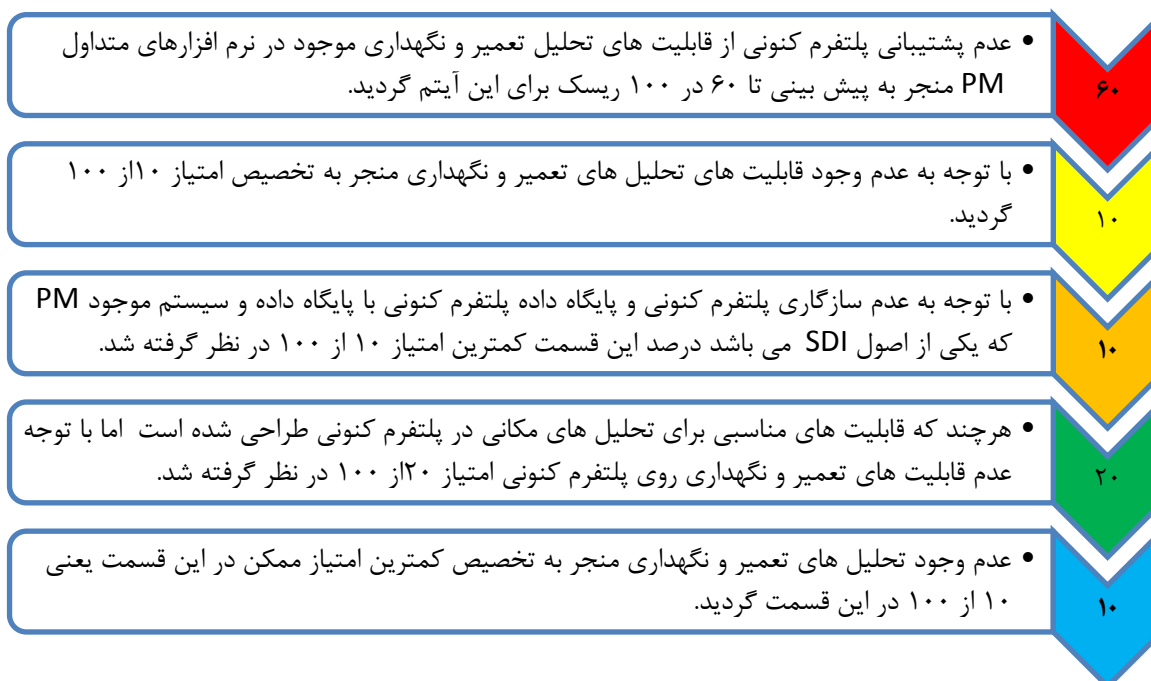 • عدم پشتیبانی پلتفرم کنونی از قابلیت های تحلیل تعمیر و نگهداری موجود در نرم افزارهای متداول
PM منجر به پیش بینی تا ۶۰ در ۱۰۰ ریسک برای این آیتم گردید.
۶۰
• با توجه به عدم وجود قابلیت های تحلیل های تعمیر و نگهداری منجر به تخصیص امتیاز ۱۰از ۱۰۰
گردید.
۱۰
• با توجه به عدم سازگاری پلتفرم کنونی و پایگاه داده پلتفرم کنونی با پایگاه داده و سیستم موجود PM
که یکی از اصول SDI می باشد درصد این قسمت کمترین امتیاز ۱۰ از ۱۰۰ در نظر گرفته شد.
۱۰
• هرچند که قابلیت های مناسبی برای تحلیل های مکانی در پلتفرم کنونی طراحی شده است اما با توجه
عدم قابلیت های تعمیر و نگهداری روی پلتفرم کنونی امتیاز ۲۰از ۱۰۰ در نظر گرفته شد.
۲۰
• عدم وجود تحلیل های تعمیر و نگهداری منجر به تخصیص کمترین امتیاز ممکن در این قسمت یعنی
۱۰ از ۱۰۰ در این قسمت گردید.
۱۰